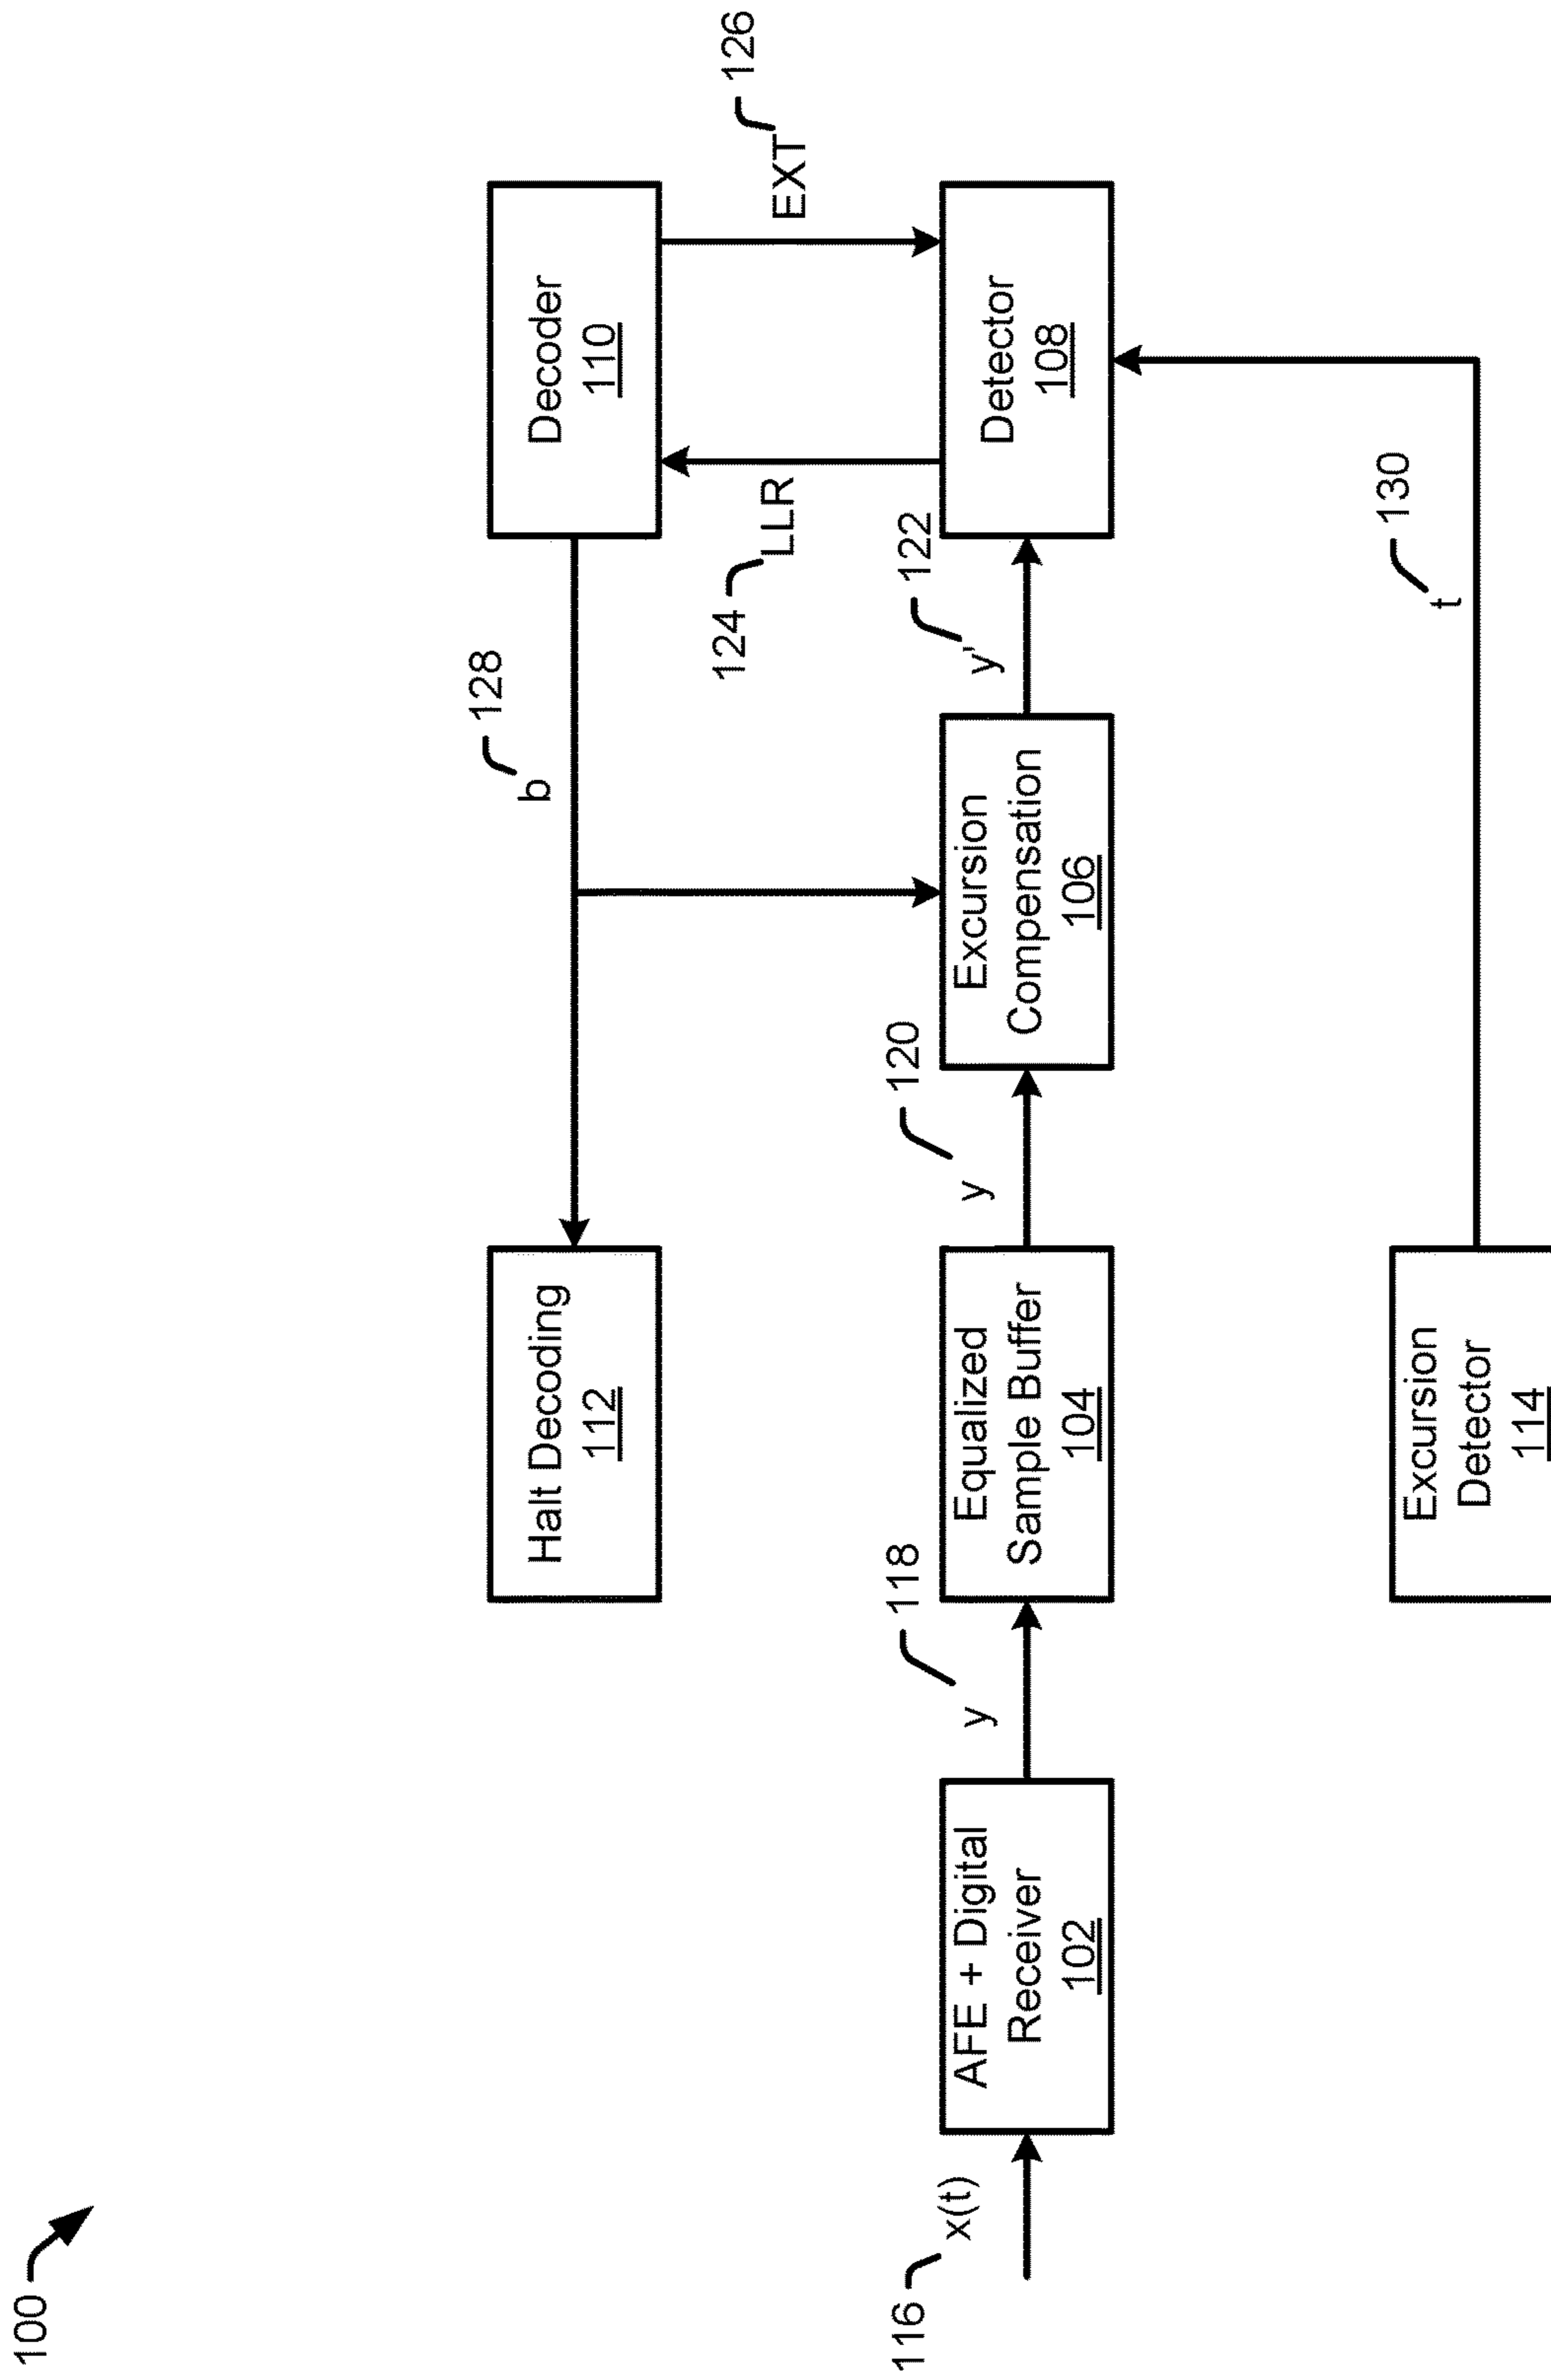 100
Halt Decoding
112
128
b
Decoder
110
124
LLR
126
EXT
116
x(t)
AFE + Digital
Receiver
102
118
y
Equalized
Sample Buffer
104
120
y
Excursion
Compensation
106
122
y'
Detector
108
Excursion
Detector
114
130
t